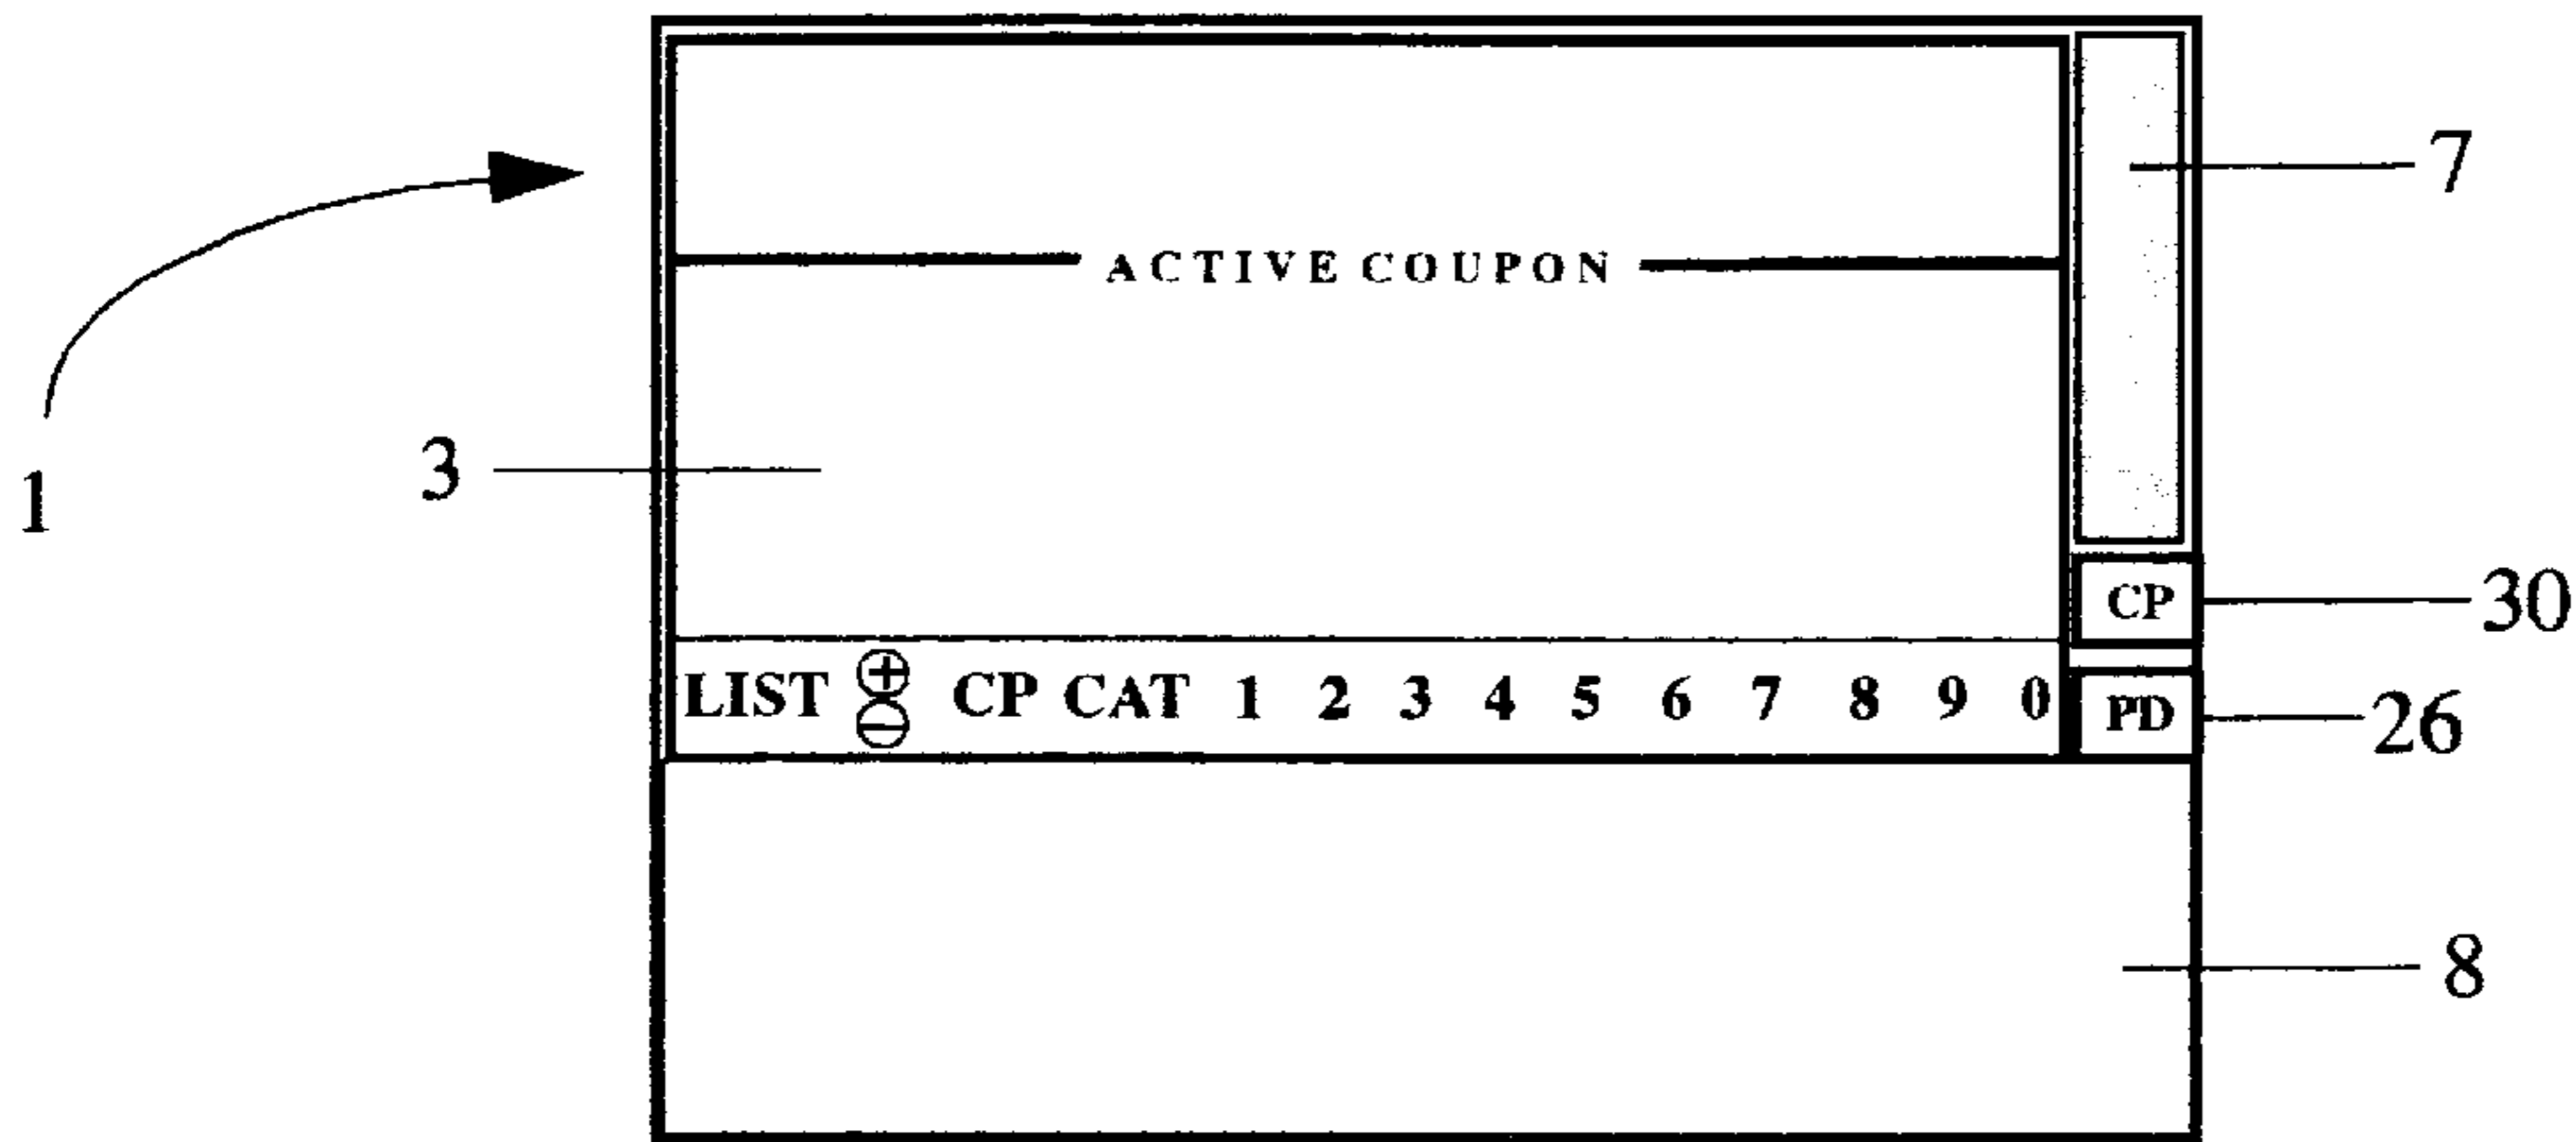 7
ACTIVE COUPON
3
1
CP 30
LIST ⊕ ⊖ CP CAT 1 2 3 4 5 6 7 8 9 0 PD 26
8